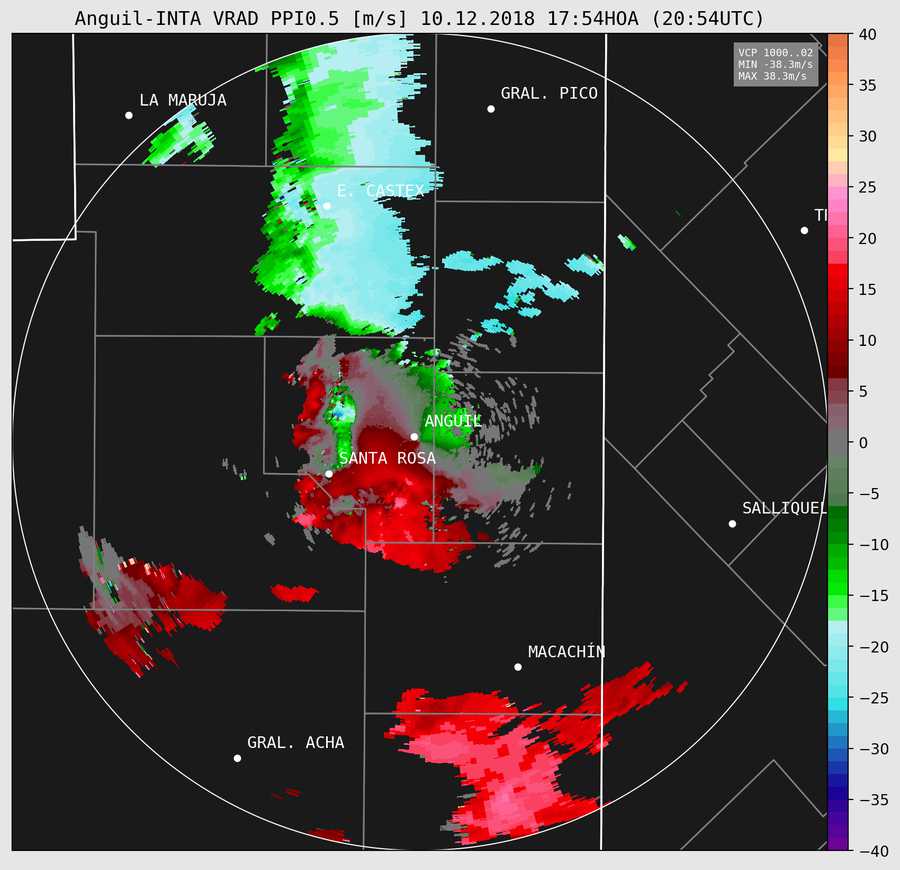 Anguil-INTA VRAD PPI0.5 [m/s] 10.12.2018 17:54HOA (20:54UTC)
VCP 1000..02
MIN -38.3m/s
MAX 38.3m/s
LA MARUJA
GRAL. PICO
E. CASTEX
TR
ANGUIL
SANTA ROSA
SALLIQUEL
MACACHÍN
GRAL. ACHA
40
35
30
25
20
15
10
5
0
−5
−10
−15
−20
−25
−30
−35
−40